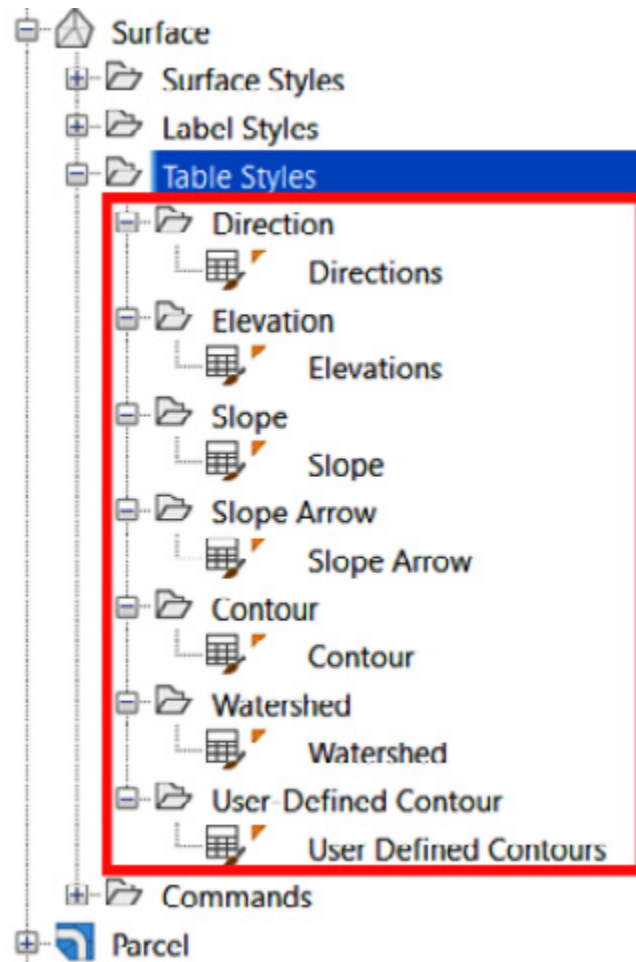 Surface
Surface Styles
Label Styles
Table Styles
Direction
Directions
Elevation
Elevations
Slope
Slope
Slope Arrow
Slope Arrow
Contour
Contour
Watershed
Watershed
User-Defined Contour
User Defined Contours
Commands
Parcel